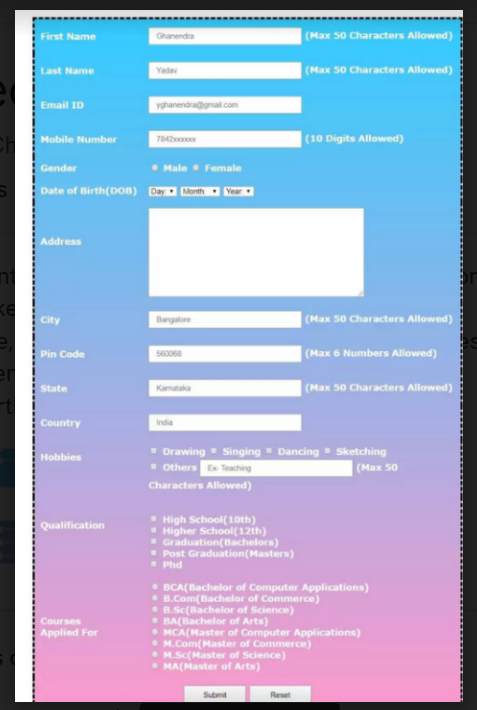 First Name Ghanendra (Max 50 Characters Allowed)
Last Name Yadav (Max 50 Characters Allowed)
Email ID yghanendra@gmail.com
Mobile Number 7842xxxxxx (10 Digits Allowed)
Gender Male Female
Date of Birth(DOB) Day: Month: Year:
Address
City Bangalore (Max 50 Characters Allowed)
Pin Code 560068 (Max 6 Numbers Allowed)
State Karnataka (Max 50 Characters Allowed)
Country India
Hobbies Drawing Singing Dancing Sketching
Others Ex- Teaching (Max 50
Characters Allowed)
Qualification
High School(10th)
Higher School(12th)
Graduation(Bachelors)
Post Graduation(Masters)
Phd
Courses
Applied For
BCA(Bachelor of Computer Applications)
B.Com(Bachelor of Commerce)
B.Sc(Bachelor of Science)
BA(Bachelor of Arts)
MCA(Master of Computer Applications)
M.Com(Master of Commerce)
M.Sc(Master of Science)
MA(Master of Arts)
Submit Reset